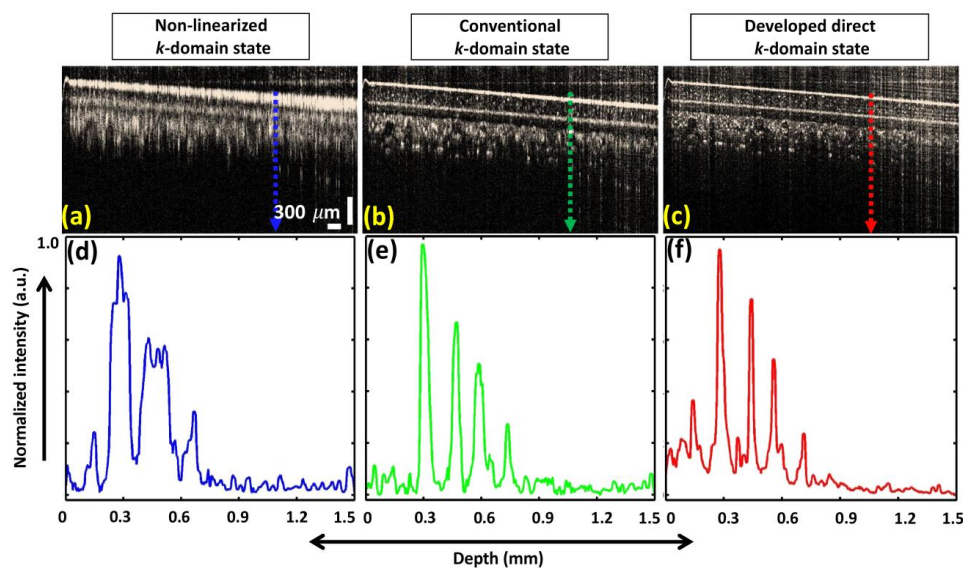 Non-linearized
k-domain state
Conventional
k-domain state
Developed direct
k-domain state
(a)
300 μm
(b)
(c)
1.0
(d)
(e)
(f)
Normalized intensity (a.u.)
0 0.3 0.6 0.9 1.2 1.5
0 0.3 0.6 0.9 1.2 1.5
0 0.3 0.6 0.9 1.2 1.5
Depth (mm)